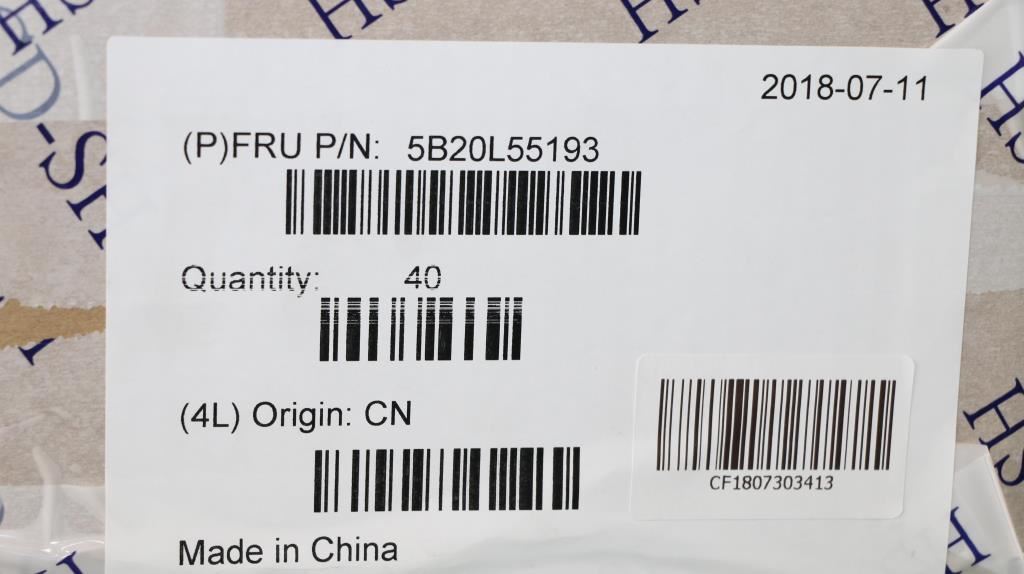 2018-07-11
(P)FRU P/N: 5B20L55193
Quantity: 40
(4L) Origin: CN
CF1807303413
Made in China